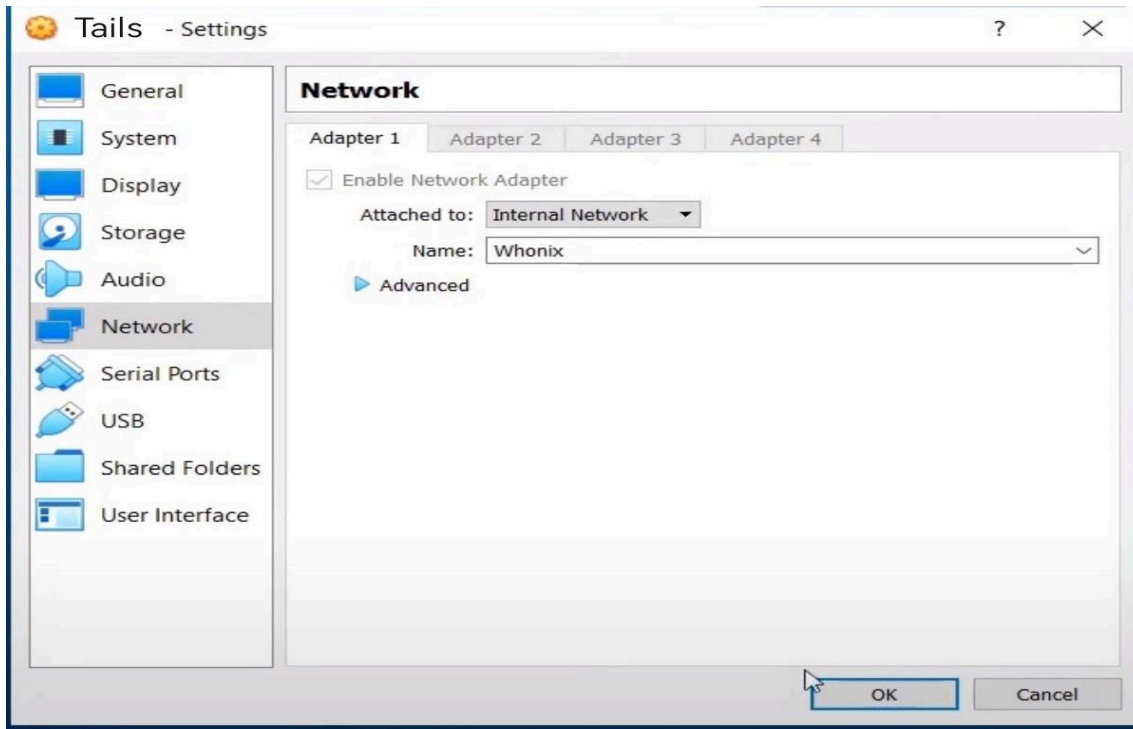 Tails - Settings
?
General
System
Display
Storage
Audio
Network
Serial Ports
USB
Shared Folders
User Interface
Network
Adapter 1 Adapter 2 Adapter 3 Adapter 4
Enable Network Adapter
Attached to: Internal Network
Name: Whonix
Advanced
OK Cancel